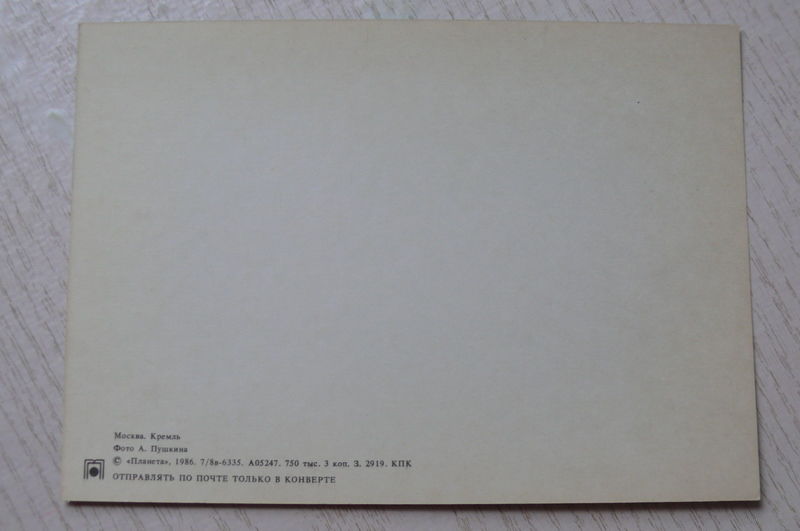 Москва. Кремль
Фото А. Пушкина
© «Планета», 1986. 7/8в-6335. А05247. 750 тыс. 3 коп. З. 2919. КПК
ОТПРАВЛЯТЬ ПО ПОЧТЕ ТОЛЬКО В КОНВЕРТЕ